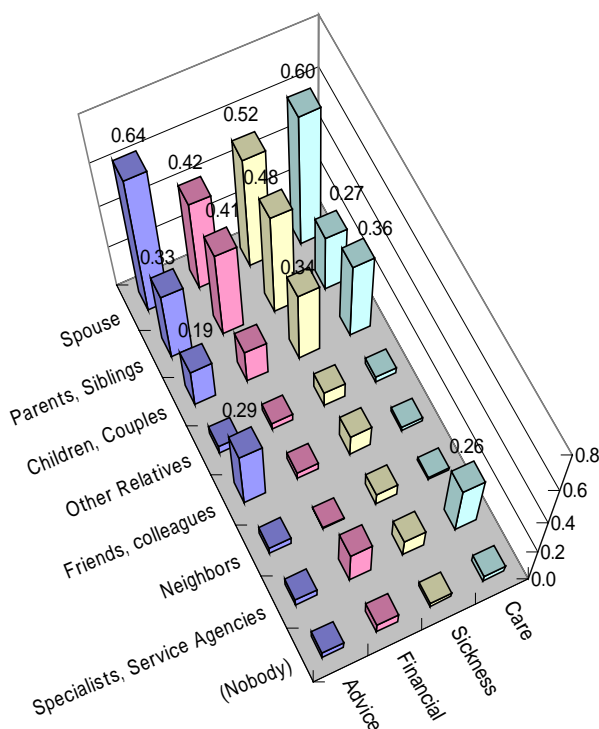 0.60
0.52
0.64
0.42
0.48
0.27
0.41
0.36
0.33
0.34
0.19
0.29
0.26
Spouse
Parents, Siblings
Children, Couples
Other Relatives
Friends, colleagues
Neighbors
Specialists, Service Agencies
(Nobody)
0.8
0.6
0.4
0.2
0.0
Advice
Financial
Sickness
Care